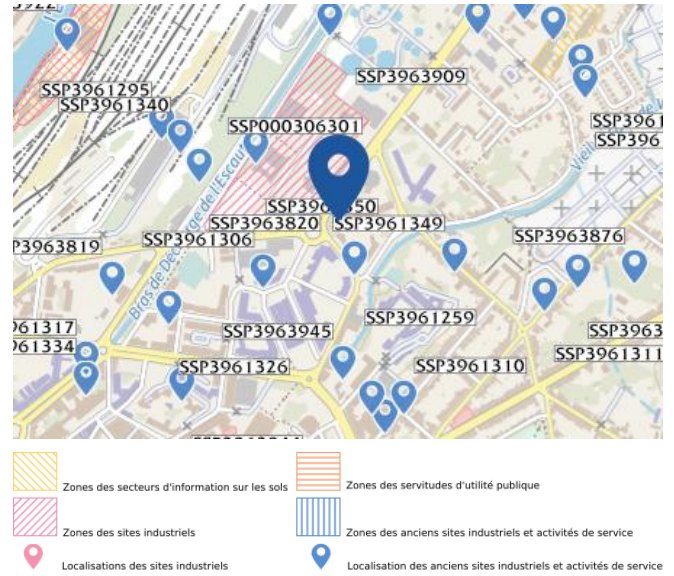 SSP3961295
SSP3963909
SSP3961340
SSP000306301
SSP3963820
SSP3961349
SSP3961306
SSP3963876
SSP3963945
SSP3961259
SSP3961326
SSP3961310
SSP3961311
Bras de Décharge de l'Escaut
Zones des secteurs d'information sur les sols
Zones des servitudes d'utilité publique
Zones des sites industriels
Zones des anciens sites industriels et activités de service
Localisations des sites industriels
Localisation des anciens sites industriels et activités de service